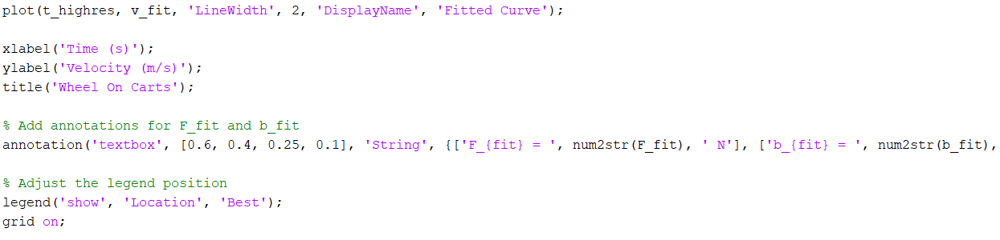 plot(t_highres, v_fit, 'LineWidth', 2, 'DisplayName', 'Fitted Curve');
xlabel('Time (s)');
ylabel('Velocity (m/s)');
title('Wheel On Carts');
% Add annotations for F_fit and b_fit
annotation('textbox', [0.6, 0.4, 0.25, 0.1], 'String', {['F_{fit} = ', num2str(F_fit), ' N'], ['b_{fit} = ', num2str(b_fit),
% Adjust the legend position
legend('show', 'Location', 'Best');
grid on;